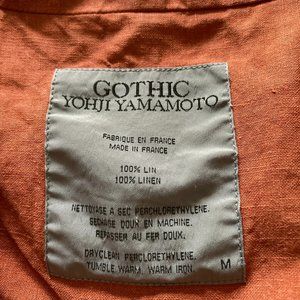 GOTHIC
YOHJI YAMAMOTO
FABRIQUE EN FRANCE
MADE IN FRANCE
100% LIN
100% LINEN
NETTOYAGE A SEC PERCHLORETHYLENE.
SECHAGE DOUX EN MACHINE.
REPASSER AU FER DOUX.
DRYCLEAN PERCLORETHYLENE.
TUMBLE WARM, WARM IRON.
M